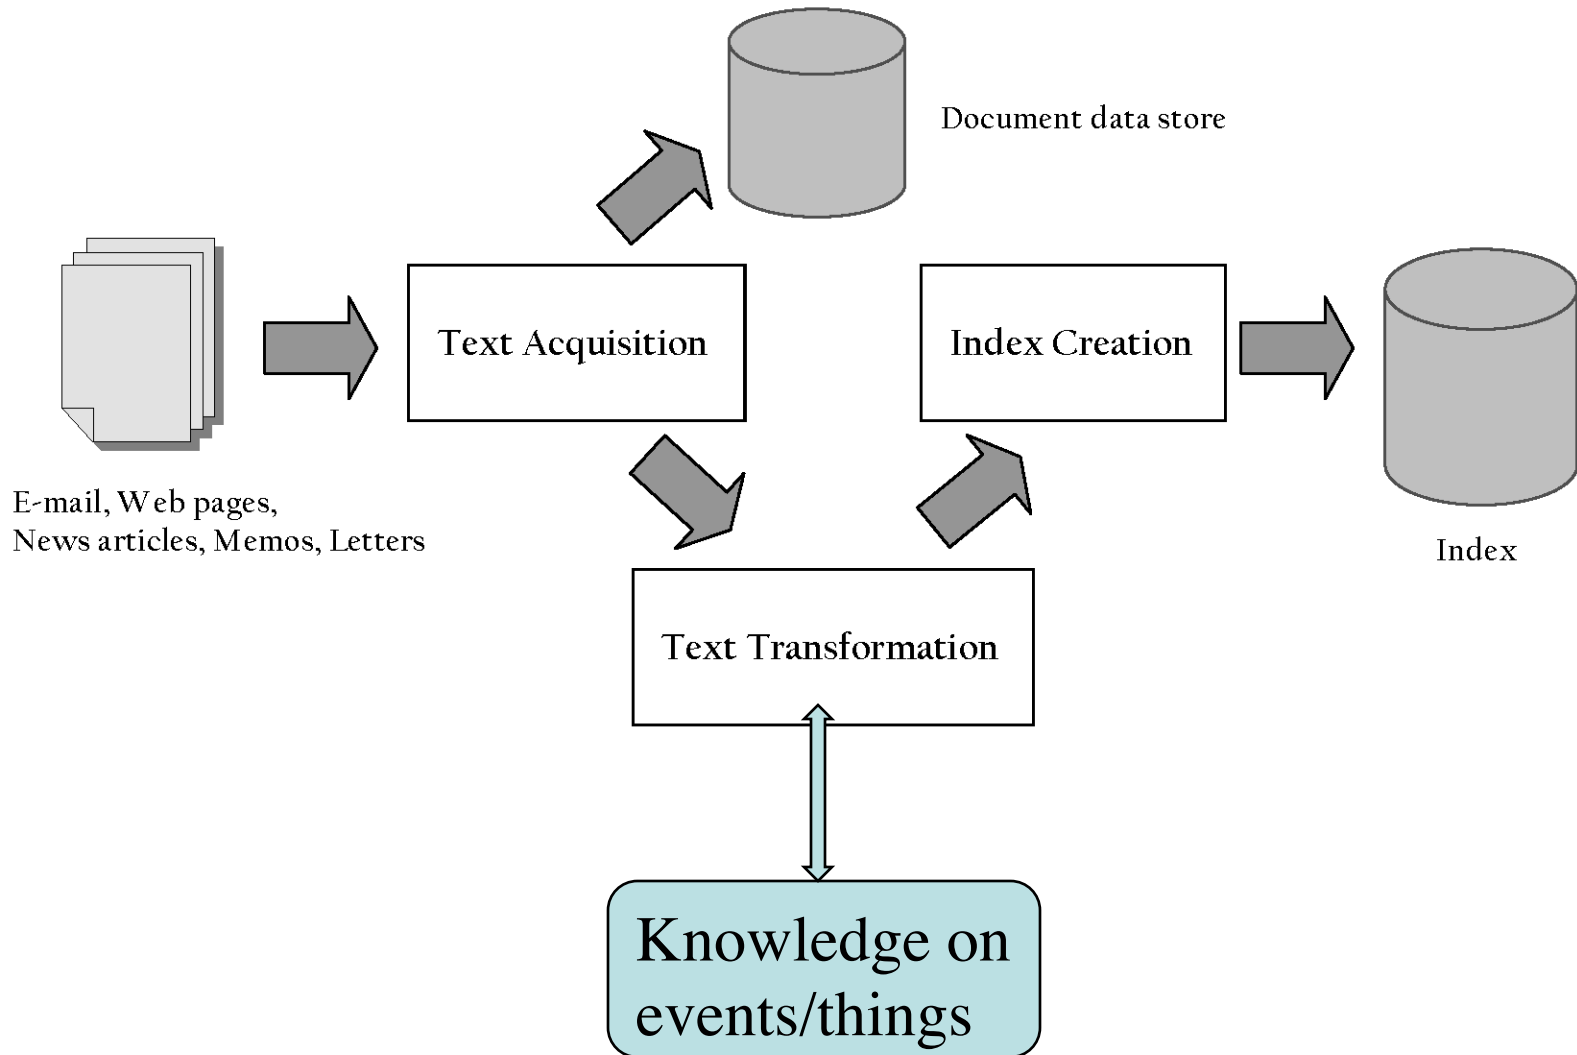 Document data store
Text Acquisition
Index Creation
E-mail, Web pages,
News articles, Memos, Letters
Index
Text Transformation
Knowledge on
events/things